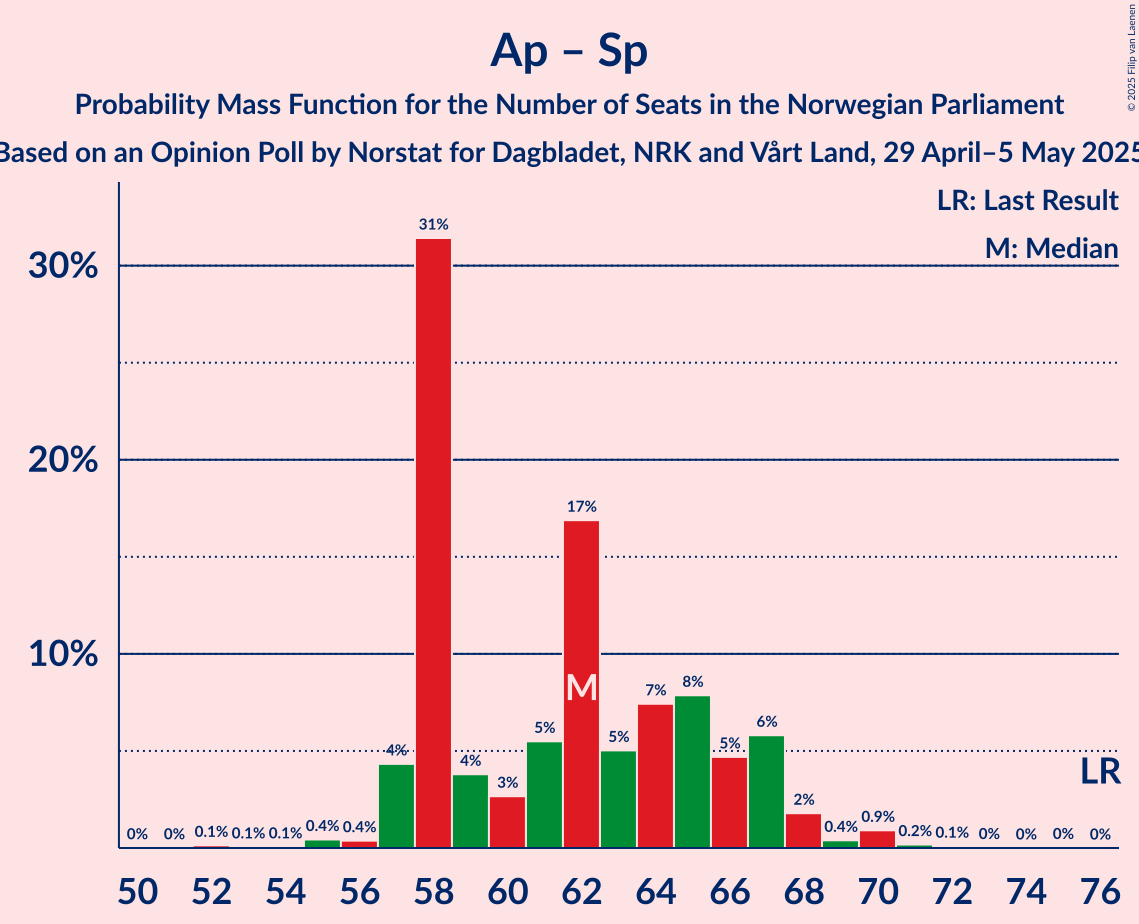 Ap – Sp
Probability Mass Function for the Number of Seats in the Norwegian Parliament
Based on an Opinion Poll by Norstat for Dagbladet, NRK and Vårt Land, 29 April–5 May 2025
© 2025 Filip van Laenen
LR: Last Result
M: Median
30%
20%
10%
0% 0% 0.1% 0.1% 0.1% 0.4% 0.4% 4% 31% 4% 3% 5% 17% 5% 7% 8% 5% 6% 2% 0.4% 0.9% 0.2% 0.1% 0% 0% 0% 0%
M
LR
50 52 54 56 58 60 62 64 66 68 70 72 74 76